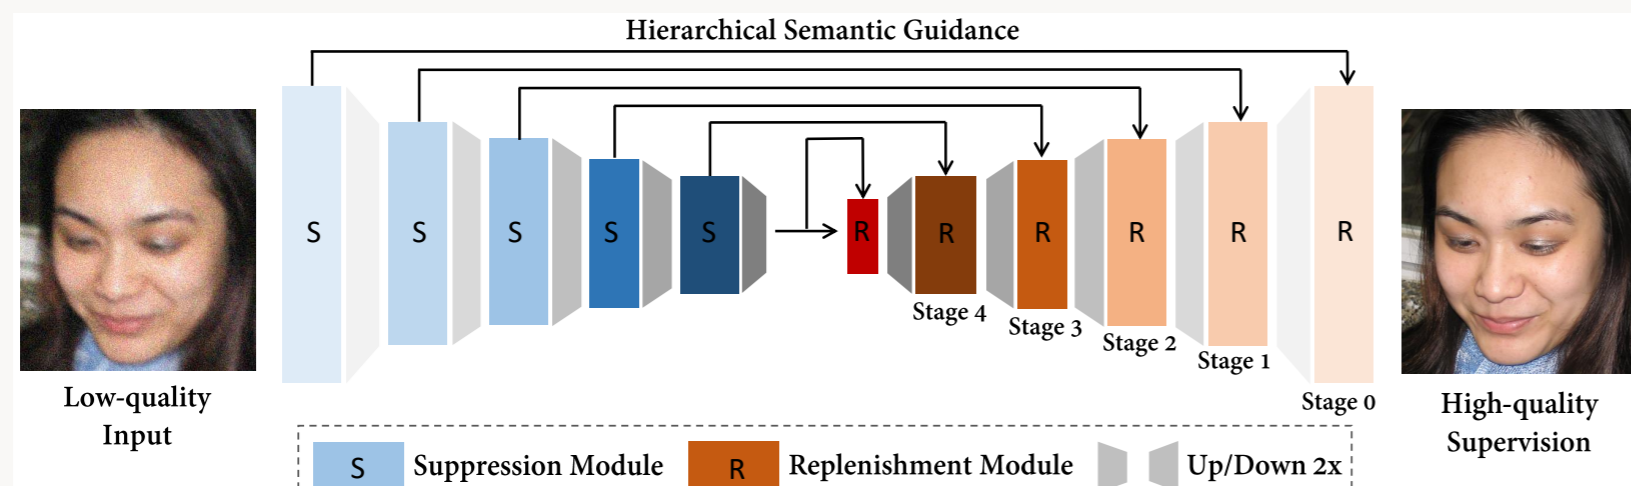 Hierarchical Semantic Guidance
S
S
S
S
S
R
R
R
R
R
R
Stage 4
Stage 3
Stage 2
Stage 1
Stage 0
Low-quality
Input
High-quality
Supervision
S Suppression Module
R Replenishment Module
Up/Down 2x